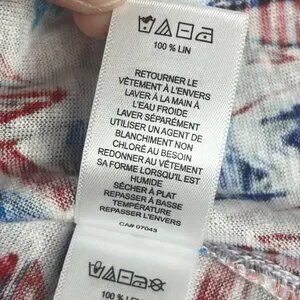 100 % LIN
RETOURNER LE
VÊTEMENT À L'ENVERS
LAVER À LA MAIN À
L'EAU FROIDE
LAVER SÉPARÉMENT
UTILISER UN AGENT DE
BLANCHIMENT NON
CHLORÉ AU BESOIN
REDONNER AU VÊTEMENT
SA FORME LORSQU'IL EST
HUMIDE
SÉCHER À PLAT
REPASSER À BASSE
TEMPÉRATURE
REPASSER L'ENVERS
CA# 07043
100 % LIN